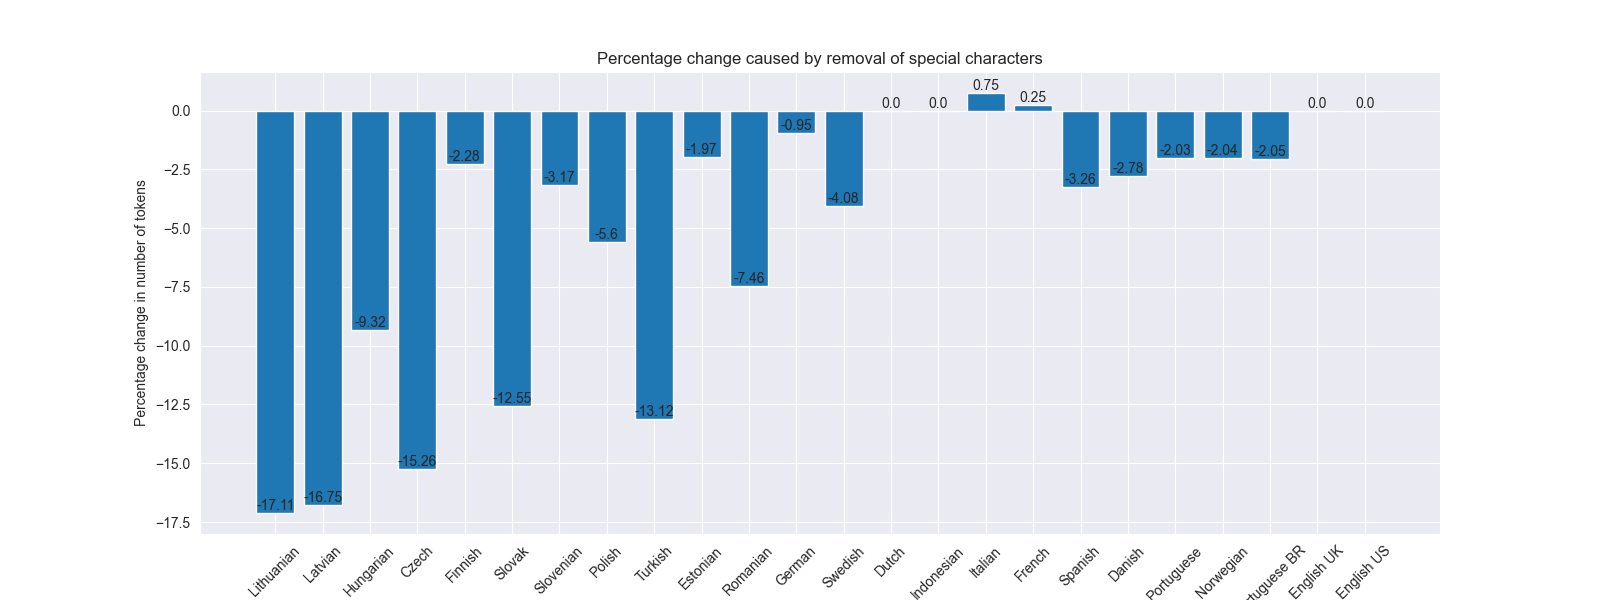 Percentage change caused by removal of special characters
Percentage change in number of tokens
0.0
−2.5
−5.0
−7.5
−10.0
−12.5
−15.0
−17.5
-17.11
-16.75
-9.32
-15.26
-2.28
-12.55
-3.17
-5.6
-13.12
-1.97
-7.46
-0.95
-4.08
0.0
0.0
0.75
0.25
-3.26
-2.78
-2.03
-2.04
-2.05
0.0
0.0
Lithuanian
Latvian
Hungarian
Czech
Finnish
Slovak
Slovenian
Polish
Turkish
Estonian
Romanian
German
Swedish
Dutch
Indonesian
Italian
French
Spanish
Danish
Portuguese
Norwegian
tuguese BR
English UK
English US